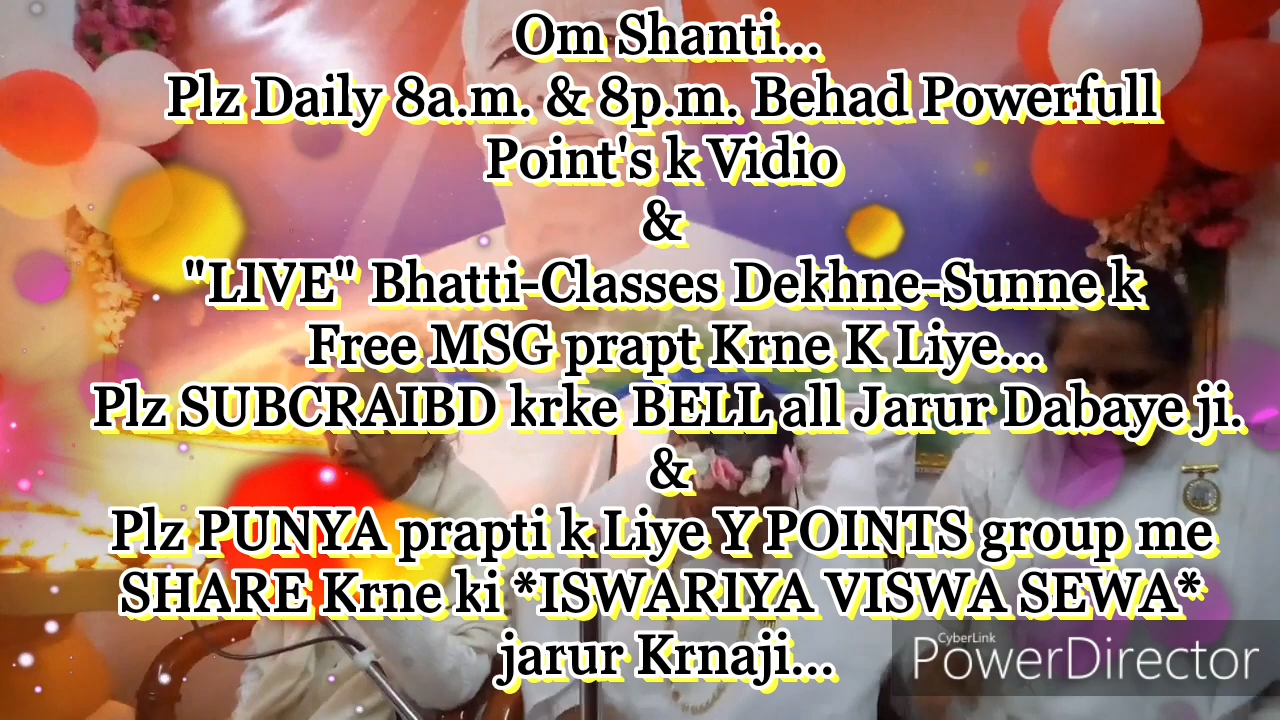 Om Shanti...
Plz Daily 8a.m. & 8p.m. Behad Powerfull
Point's k Vidio
&
"LIVE" Bhatti-Classes Dekhne-Sunne k
Free MSG prapt Krne K Liye...
Plz SUBCRAIBD krke BELL all Jarur Dabaye ji.
&
Plz PUNYA prapti k Liye Y POINTS group me
SHARE Krne ki *ISWARIYA VISWA SEWA*
jarur Krnaji...
CyberLink
PowerDirector